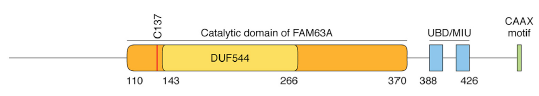 C137
Catalytic domain of FAM63A
UBD/MIU
CAAX
motif
DUF544
110 143 266 370 388 426